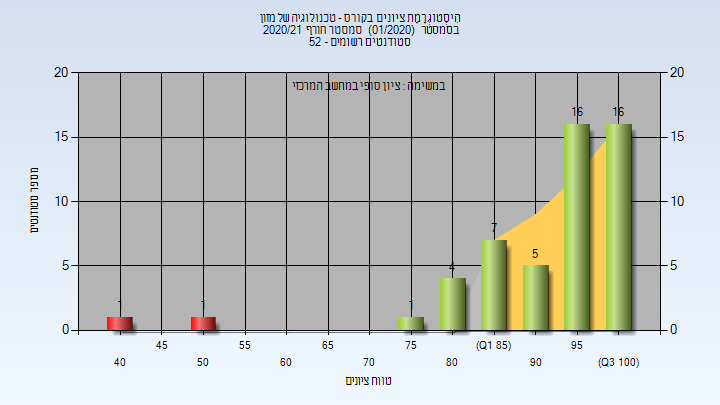 היסטוגרמת ציונים בקורס - טכנולוגיה של מזון
בסמסטר (01/2020) סמסטר חורף 2020/21
סטודנטים רשומים - 52
במשימה : ציון סופי במחשב המרכזי
20 20
16 16
15 15
10 10
7
5 5 5
4
1 1 1
0 0
מספר סטודנטים
45 55 65 75 (Q1 85) 95
40 50 60 70 80 90 (Q3 100)
טווח ציונים